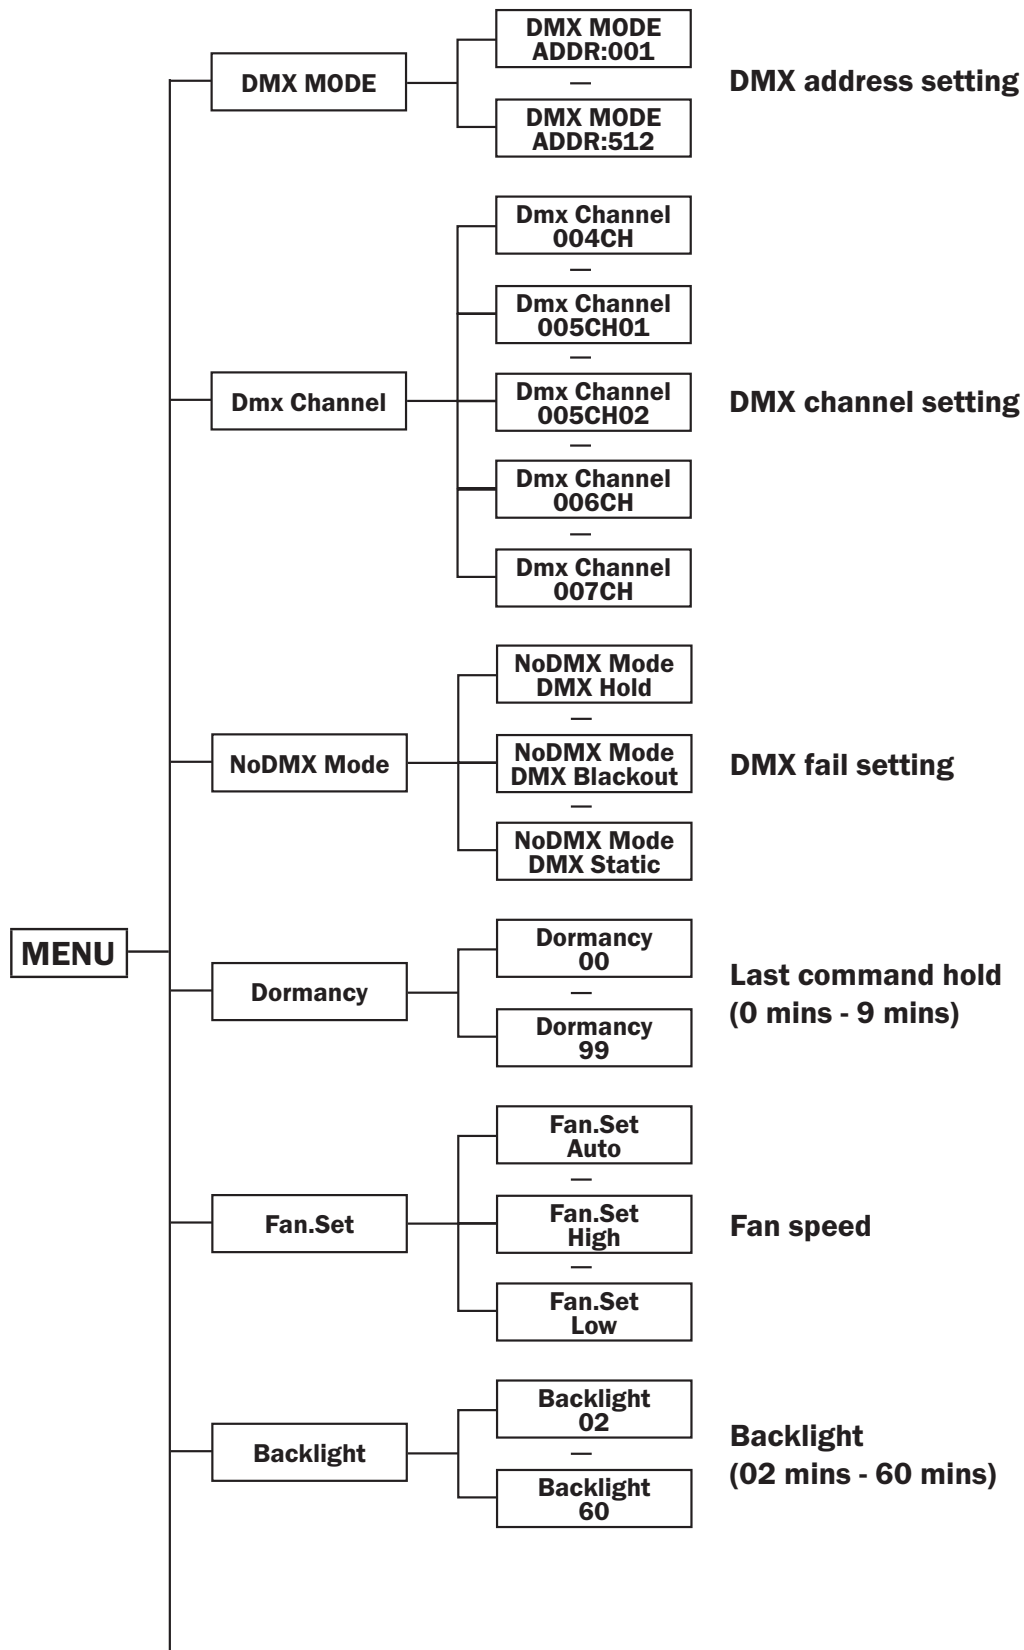 DMX MODE
DMX MODE
ADDR:001
—
DMX MODE
ADDR:512
DMX address setting
Dmx Channel
Dmx Channel
004CH
—
Dmx Channel
005CH01
—
Dmx Channel
005CH02
—
Dmx Channel
006CH
—
Dmx Channel
007CH
DMX channel setting
NoDMX Mode
NoDMX Mode
DMX Hold
—
NoDMX Mode
DMX Blackout
—
NoDMX Mode
DMX Static
DMX fail setting
MENU
Dormancy
Dormancy
00
—
Dormancy
99
Last command hold
(0 mins - 9 mins)
Fan.Set
Fan.Set
Auto
—
Fan.Set
High
—
Fan.Set
Low
Fan speed
Backlight
Backlight
02
—
Backlight
60
Backlight
(02 mins - 60 mins)